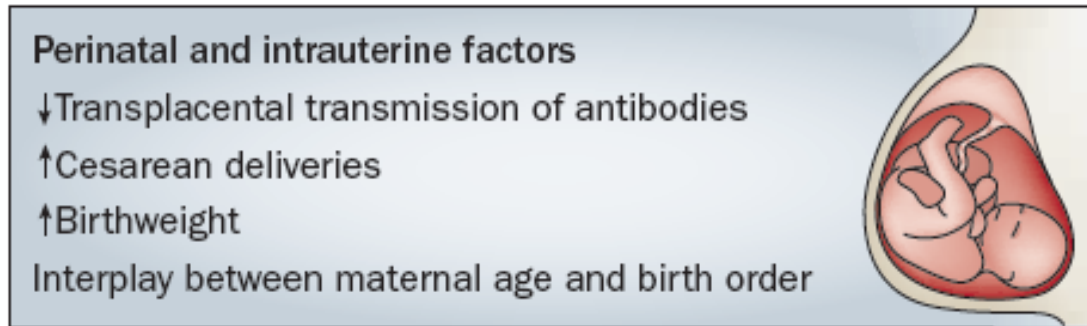 Perinatal and intrauterine factors
↓Transplacental transmission of antibodies
↑Cesarean deliveries
↑Birthweight
Interplay between maternal age and birth order